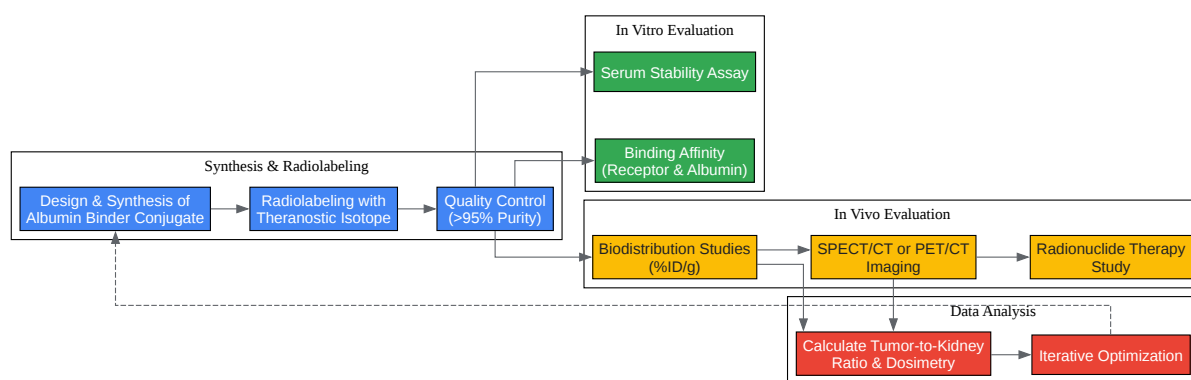 In Vitro Evaluation
Serum Stability Assay
Binding Affinity
(Receptor & Albumin)
Synthesis & Radiolabeling
Design & Synthesis of
Albumin Binder Conjugate
Radiolabeling with
Theranostic Isotope
Quality Control
(>95% Purity)
In Vivo Evaluation
Biodistribution Studies
(%ID/g)
SPECT/CT or PET/CT
Imaging
Radionuclide Therapy
Study
Data Analysis
Calculate Tumor-to-Kidney
Ratio & Dosimetry
Iterative Optimization